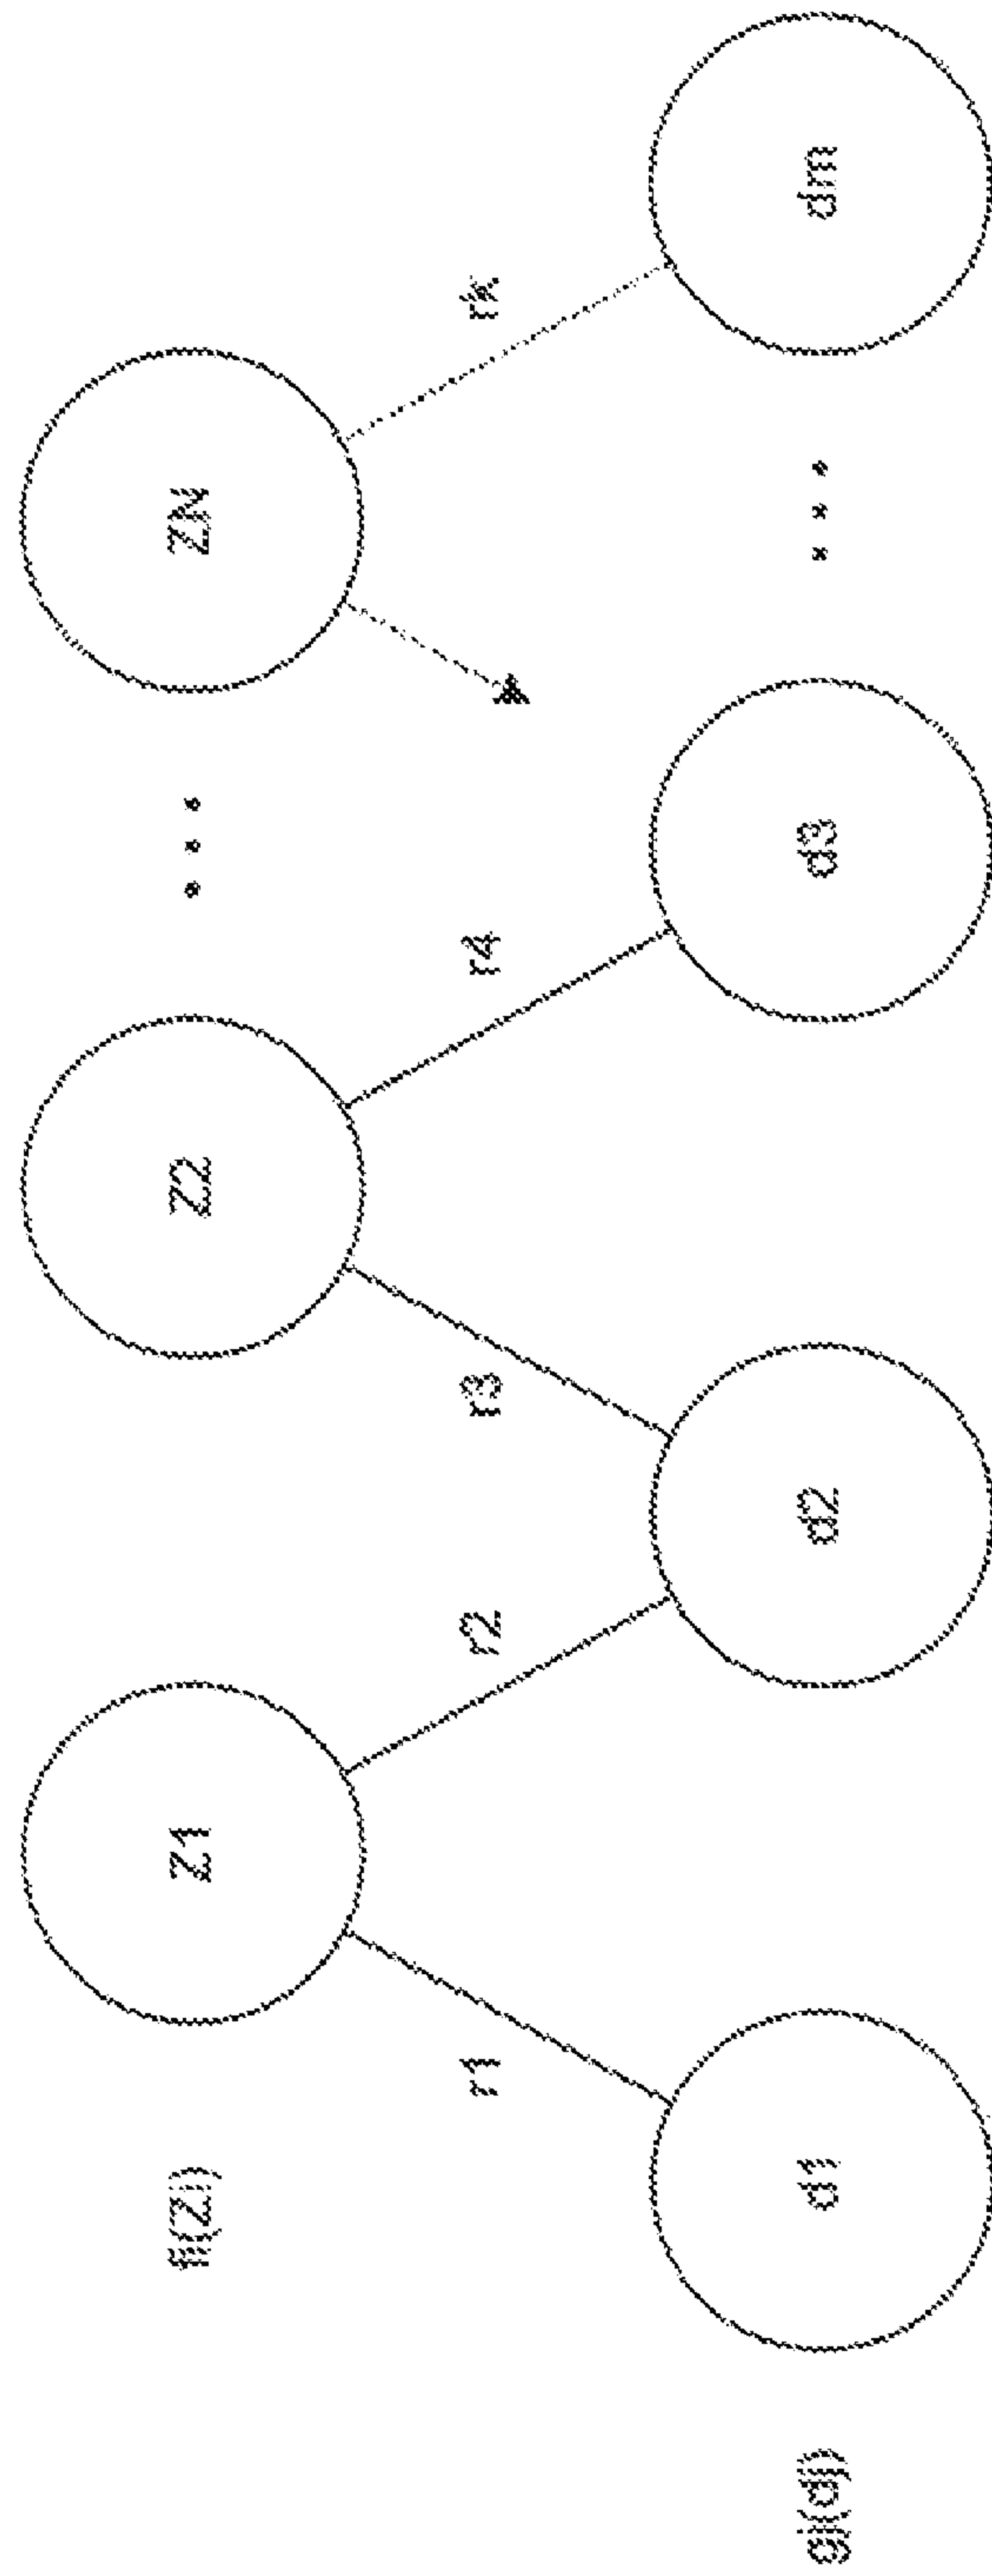 fi(Zi)
Z1
Z2
...
ZN
r1
r2
r3
r4
rk
gj(dj)
d1
d2
d3
...
dm